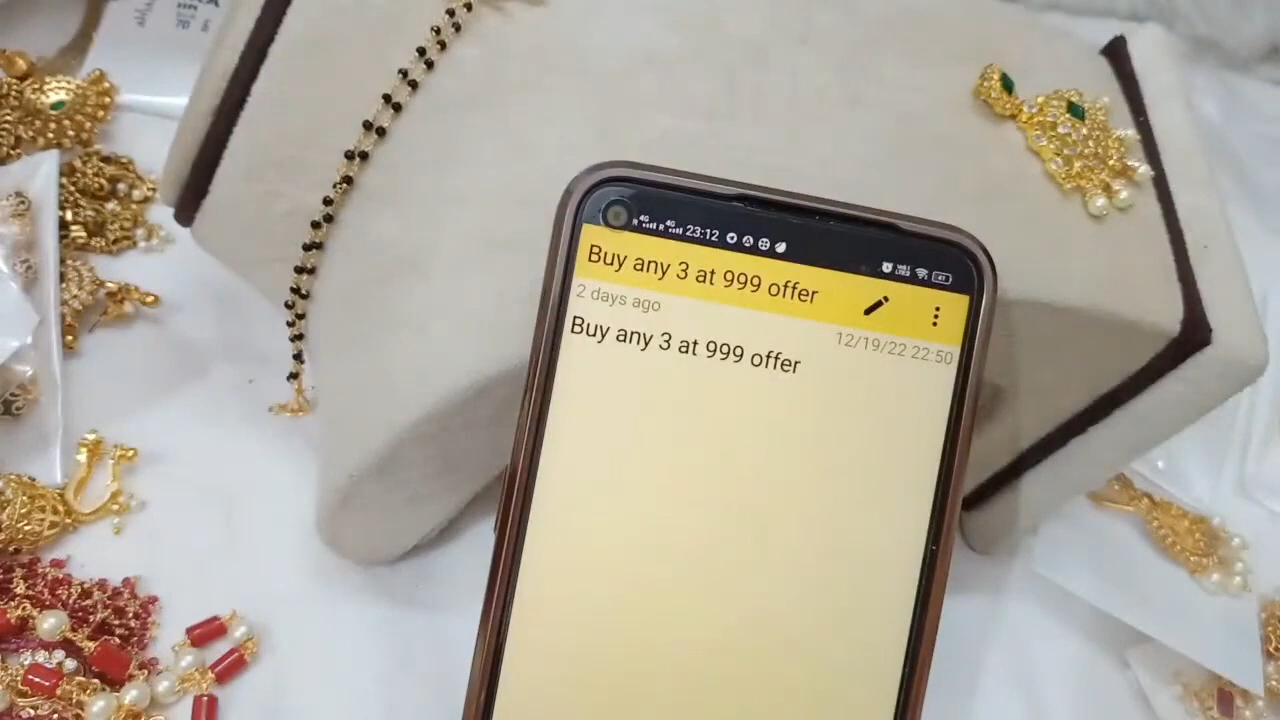 23:12
Buy any 3 at 999 offer
2 days ago
12/19/22 22:50
Buy any 3 at 999 offer